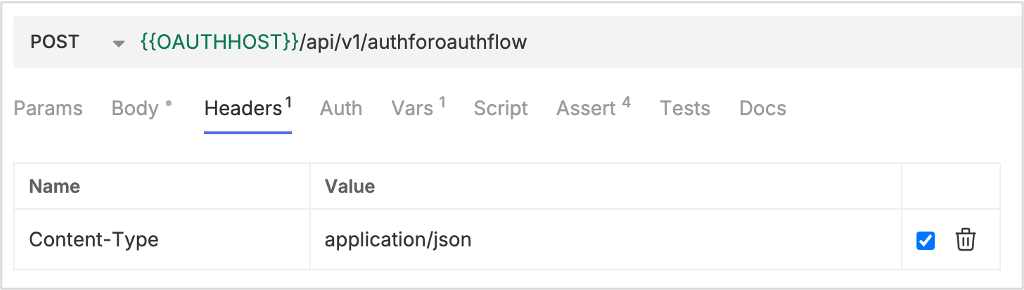 POST {{OAUTHHOST}}/api/v1/authforoauthflow
Params Body Headers 1 Auth Vars 1 Script Assert 4 Tests Docs
Name Value
Content-Type application/json